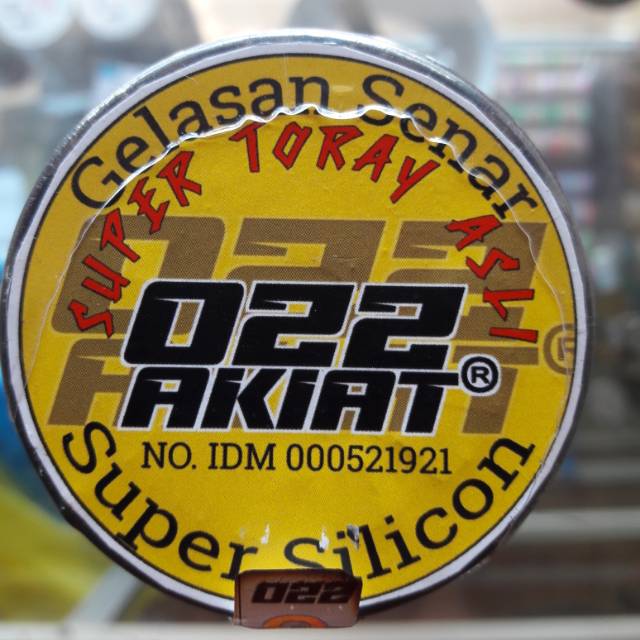 Gelasan Senar
SUPER TORAY ASLI
022
AKIAT®
NO. IDM 000521921
Super Silicon
022